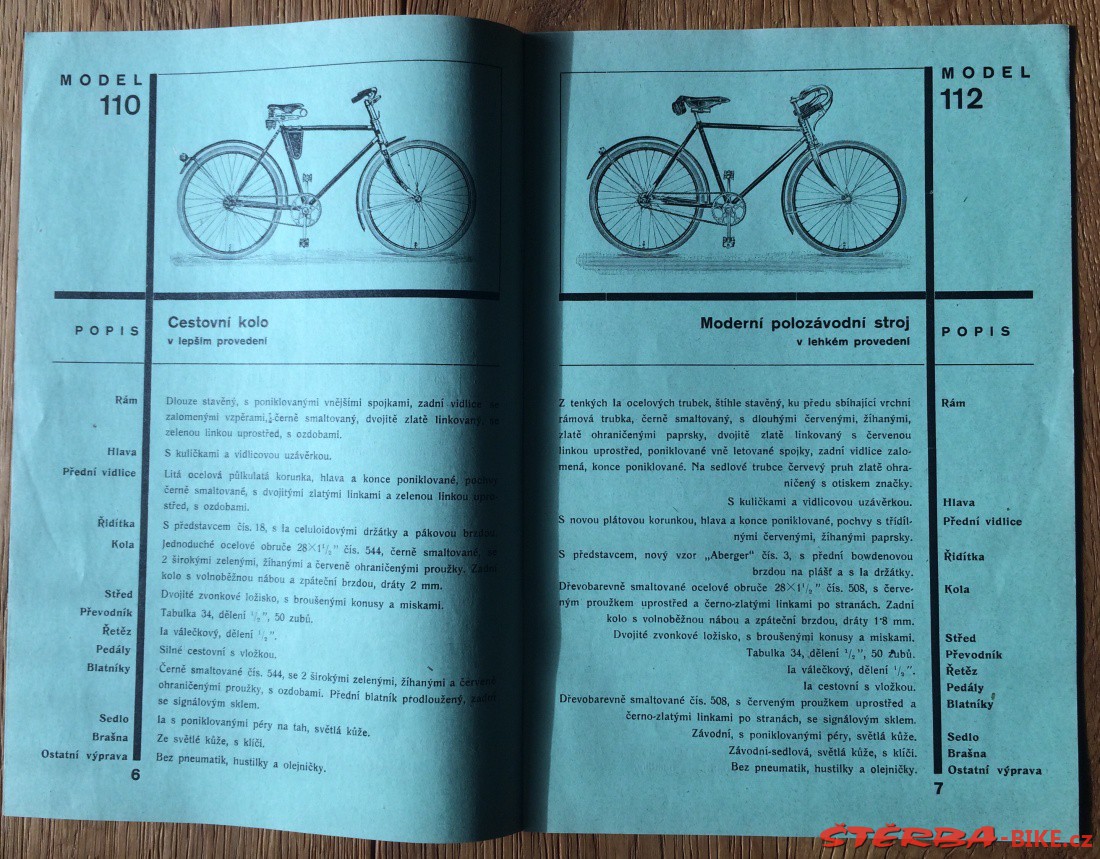 MODEL
110
POPIS
Cestovní kolo
v lepším provedení
Rám
Dlouze stavěný, s poniklovanými vnějšími spojkami, zadní vidlice se
zalomenými vzpěrami, černě smaltovaný, dvojitě zlatě linkovaný, se
zelenou linkou uprostřed, s ozdobami.
Hlava
S kuličkami a vidlicovou uzávěrkou.
Přední vidlice
Litá ocelová půlkulatá korunka, hlava a konce poniklované, pochvy
černě smaltované, s dvojitými zlatými linkami a zelenou linkou upro-
střed, s ozdobami.
Řidítka
S představcem čís. 18, s Ia celuloidovými držátky a pákovou brzdou.
Kola
Jednoduché ocelové obruče 28×1¹/₂" čís. 544, černě smaltované, se
2 širokými zelenými, žíhanými a červeně ohraničenými proužky. Zadní
kolo s volnoběžnou nábou a zpáteční brzdou, dráty 2 mm.
Střed
Dvojité zvonkové ložisko, s broušenými konusy a miskami.
Převodník
Tabulka 34, dělení ¹/₂", 50 zubů.
Řetěz
Ia válečkový, dělení ¹/₂".
Pedály
Silné cestovní s vložkou.
Blatníky
Černě smaltované čís. 544, se 2 širokými zelenými, žíhanými a červeně
ohraničenými proužky, s ozdobami. Přední blatník prodloužený, zadní
se signálovým sklem.
Sedlo
Ia s poniklovanými péry na tah, světlá kůže.
Brašna
Ze světlé kůže, s klíči.
Ostatní výprava
Bez pneumatik, hustilky a olejničky.
6
MODEL
112
Moderní polozávodní stroj
v lehkém provedení
POPIS
Z tenkých Ia ocelových trubek, štíhle stavěný, ku předu sbíhající vrchní
rámová trubka, černě smaltovaný, s dlouhými červenými, žíhanými,
zlatě ohraničenými paprsky, dvojitě zlatě linkovaný s červenou
linkou uprostřed, poniklované vně letované spojky, zadní vidlice zalo-
mená, konce poniklované. Na sedlové trubce červený pruh zlatě ohra-
ničený s otiskem značky.
Rám
S kuličkami a vidlicovou uzávěrkou.
Hlava
S novou plátovou korunkou, hlava a konce poniklované, pochvy s třídíl-
nými červenými, žíhanými paprsky.
Přední vidlice
S představcem, nový vzor „Aberger" čís. 3, s přední bowdenovou
brzdou na plášť a s Ia držátky.
Řidítka
Dřevobarevně smaltované ocelové obruče 28×1¹/₂" čís. 508, s červe-
ným proužkem uprostřed a černo-zlatými linkami po stranách. Zadní
kolo s volnoběžnou nábou a zpáteční brzdou, dráty 1·8 mm.
Kola
Dvojité zvonkové ložisko, s broušenými konusy a miskami.
Střed
Tabulka 34, dělení ¹/₂", 50 zubů.
Převodník
Ia válečkový, dělení ¹/₂".
Řetěz
Ia cestovní s vložkou.
Pedály
Dřevobarevně smaltované čís. 508, s červeným proužkem uprostřed a
černo-zlatými linkami po stranách, se signálovým sklem.
Blatníky
Závodní, s poniklovanými péry, světlá kůže.
Sedlo
Závodní-sedlová, světlá kůže, s klíči.
Brašna
Bez pneumatik, hustilky a olejničky.
Ostatní výprava
7
ŠTĚRBA-BIKE.cz